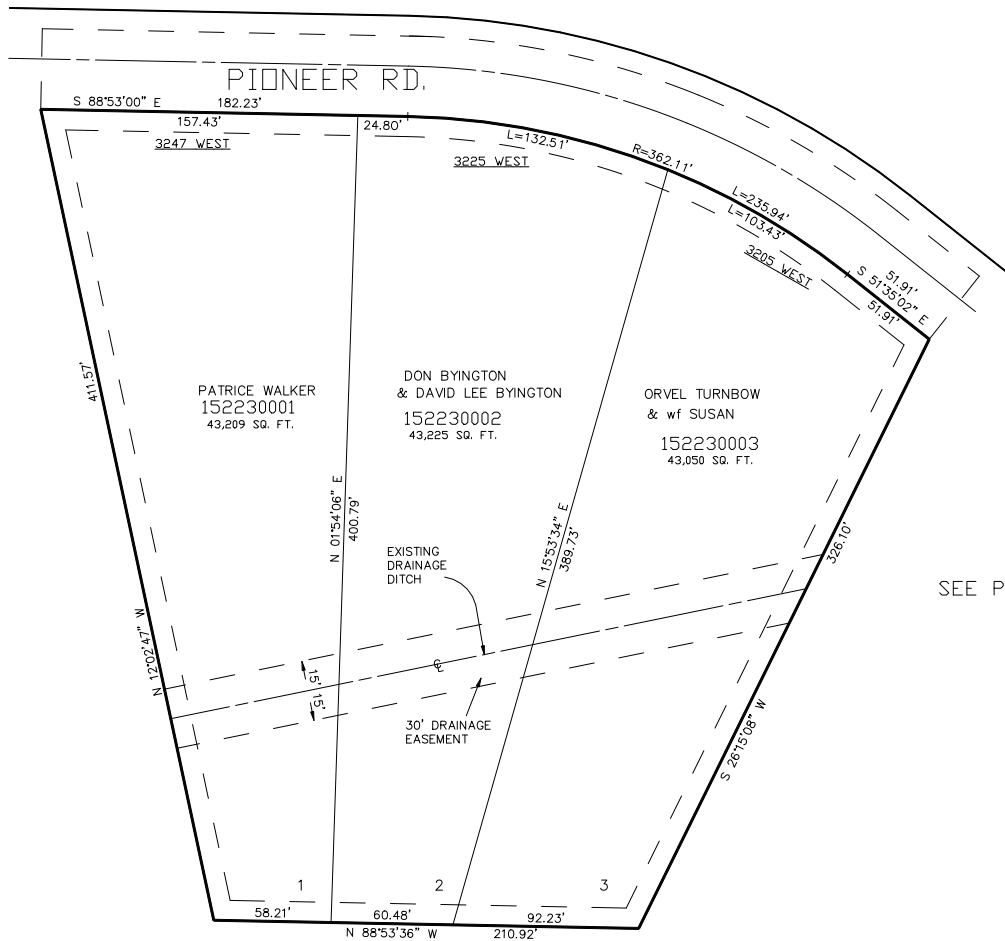 PIONEER RD.
S 88°53'00" E
182.23'
157.43'
24.80'
L=132.51'
R=362.11'
3247 WEST
3225 WEST
L=235.94'
L=103.43'
3205 WEST
51.91'
S 51°35'02" E
51.91'
411.57'
PATRICE WALKER
152230001
43,209 SQ. FT.
DON BYINGTON
& DAVID LEE BYINGTON
152230002
43,225 SQ. FT.
ORVEL TURNBOW
& wf SUSAN
152230003
43,050 SQ. FT.
N 01°54'06" E
400.79'
N 15°53'34" E
389.73'
326.10'
EXISTING
DRAINAGE
DITCH
SEE P
N 12°02'47" W
15' 15'
30' DRAINAGE
EASEMENT
S 26°15'08" W
1
2
3
58.21'
60.48'
92.23'
N 88°53'36" W
210.92'